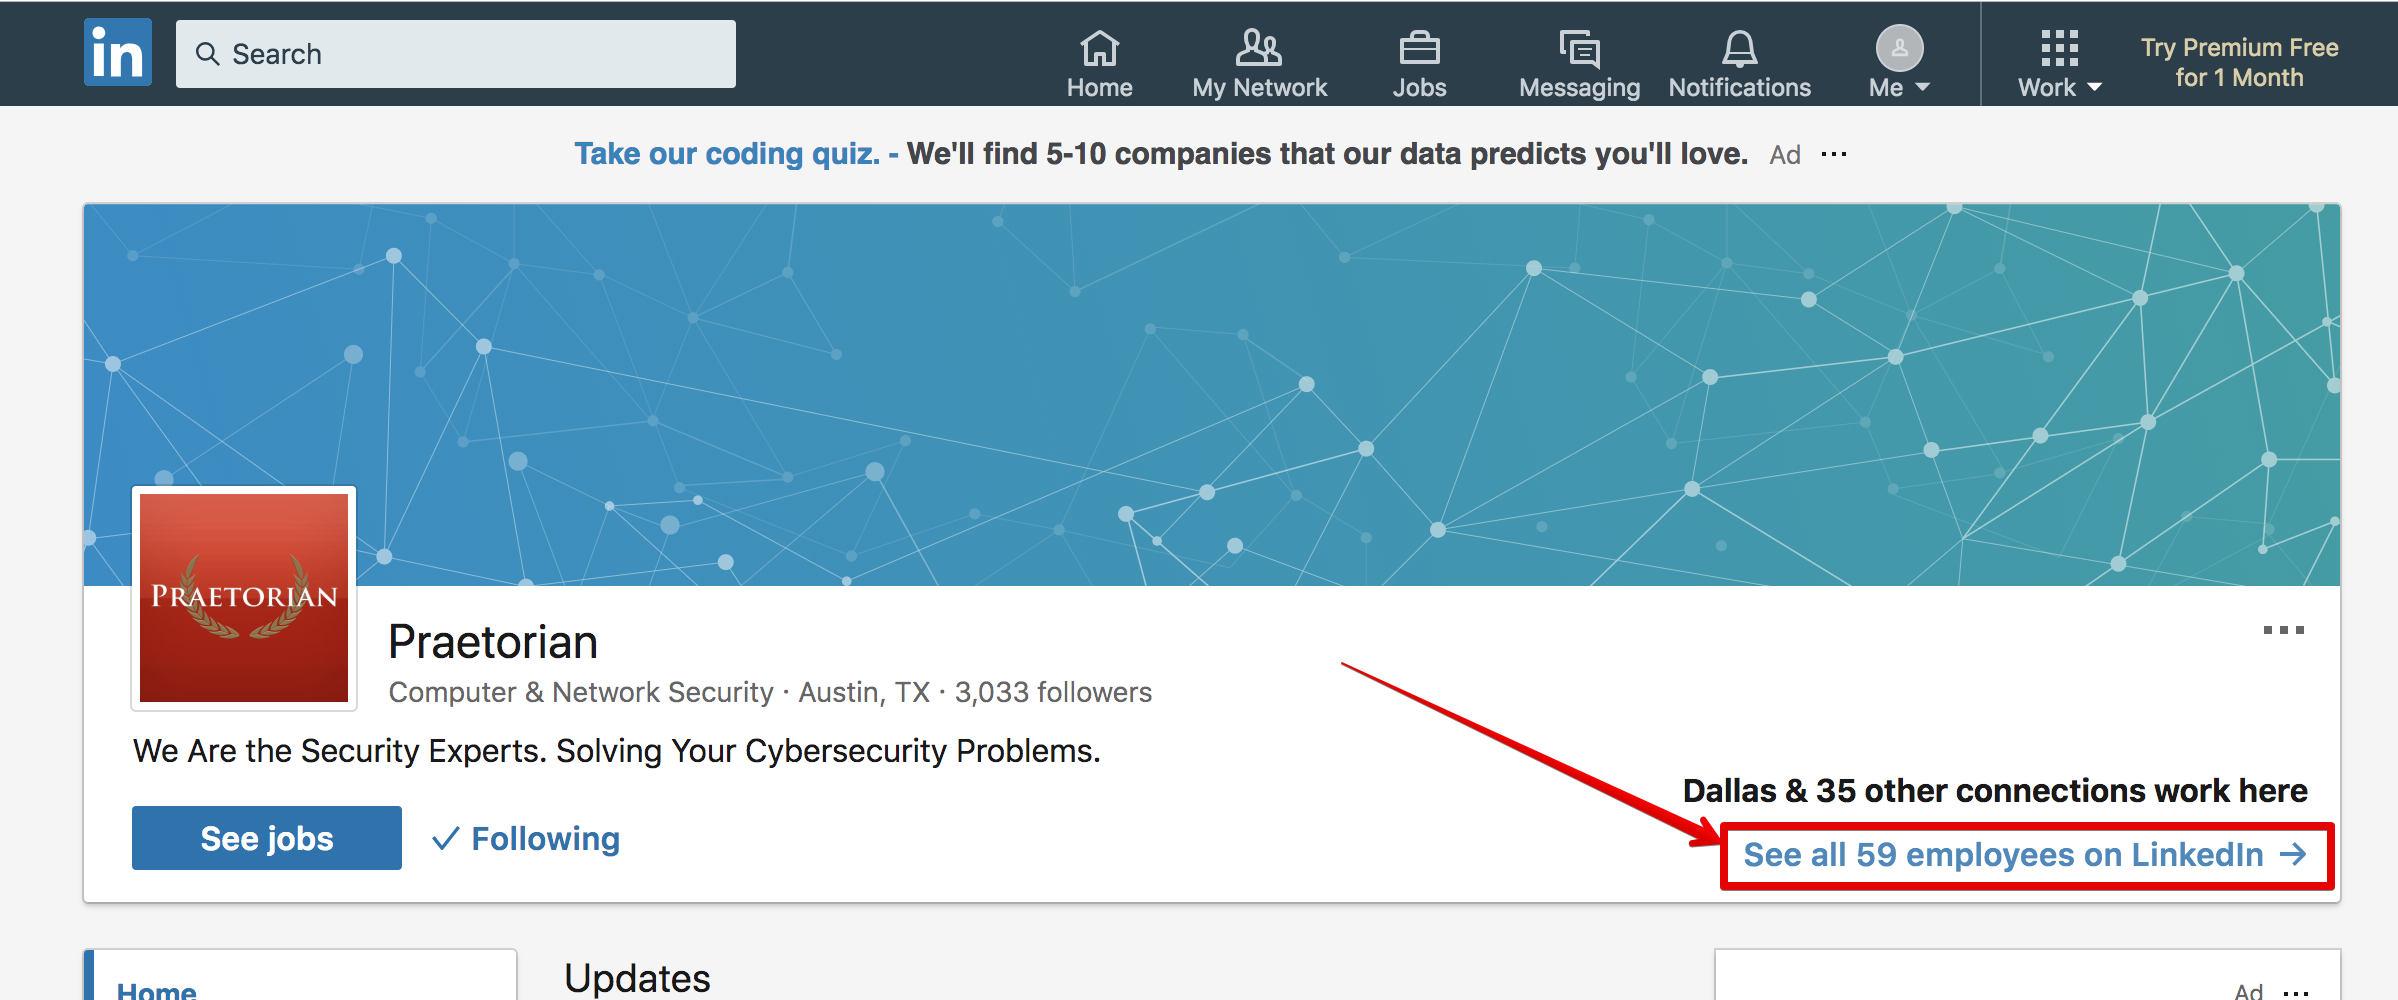 in Search
Home My Network Jobs Messaging Notifications Me Work Try Premium Free
for 1 Month
Take our coding quiz. - We'll find 5-10 companies that our data predicts you'll love. Ad
PRAETORIAN
Praetorian
Computer & Network Security · Austin, TX · 3,033 followers
We Are the Security Experts. Solving Your Cybersecurity Problems.
Dallas & 35 other connections work here
See jobs Following See all 59 employees on LinkedIn →
Home Updates
Ad